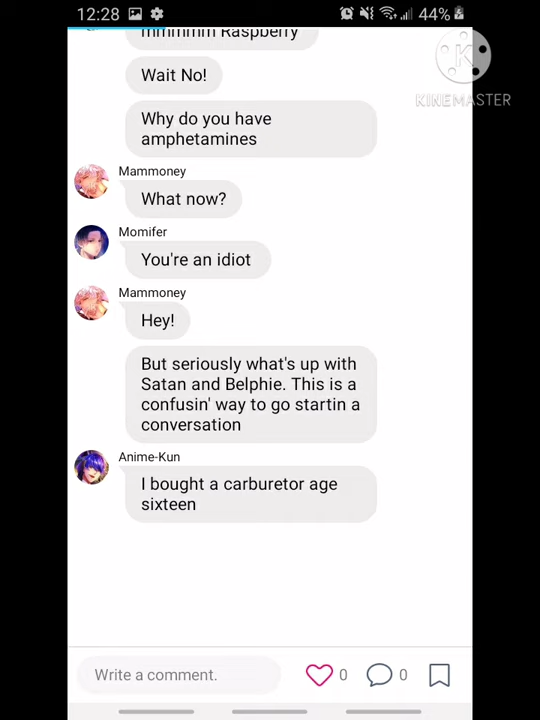 12:28
44%
mmmmmm Raspberry
KINEMASTER
Wait No!
Why do you have
amphetamines
Mammoney
What now?
Momifer
You're an idiot
Mammoney
Hey!
But seriously what's up with
Satan and Belphie. This is a
confusin' way to go startin a
conversation
Anime-Kun
I bought a carburetor age
sixteen
Write a comment. 0 0